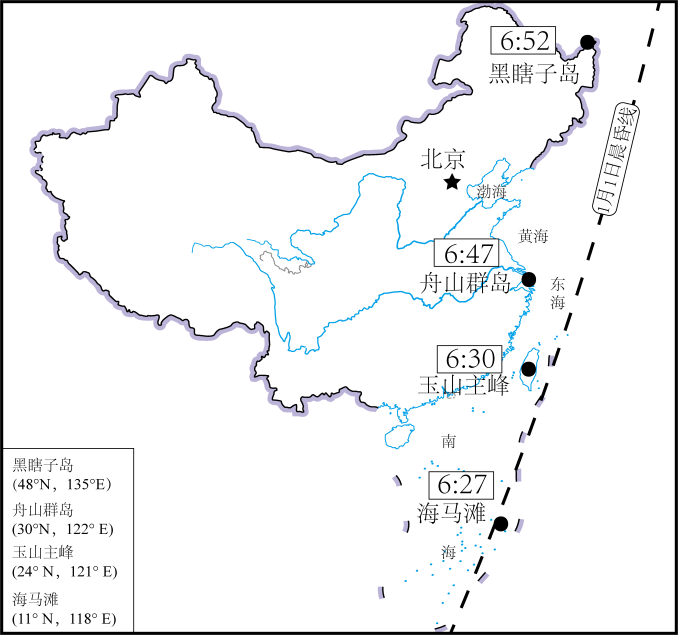 6:52
黑瞎子岛
1月1日晨昏线
北京
渤海
黄海
6:47
舟山群岛
东
海
6:30
玉山主峰
南
6:27
海马滩
海
黑瞎子岛
(48°N，135°E)
舟山群岛
(30°N，122° E)
玉山主峰
(24° N，121° E)
海马滩
(11° N，118° E)